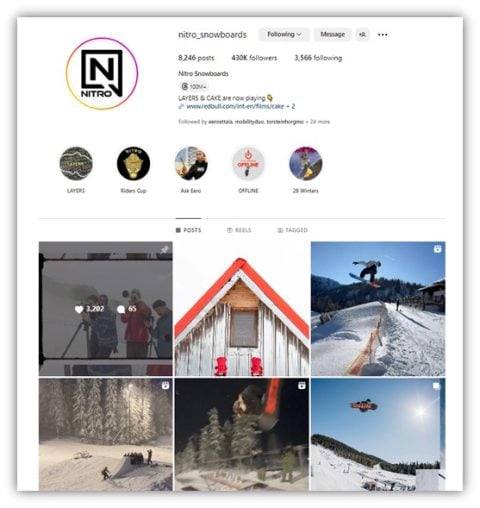 nitro_snowboards
Following
Message
8,246 posts
430K followers
3,566 following
Nitro Snowboards
100M+
LAYERS & CAKE are now playing
www.redbull.com/int-en/films/cake + 2
Followed by eeroettala, mobilityduo, torsteinhorgmo + 24 more
N
NITRO
LAYERS
Riders Cup
Ask Eero
OFFLINE
28 Winters
POSTS
REELS
TAGGED
3,202
65